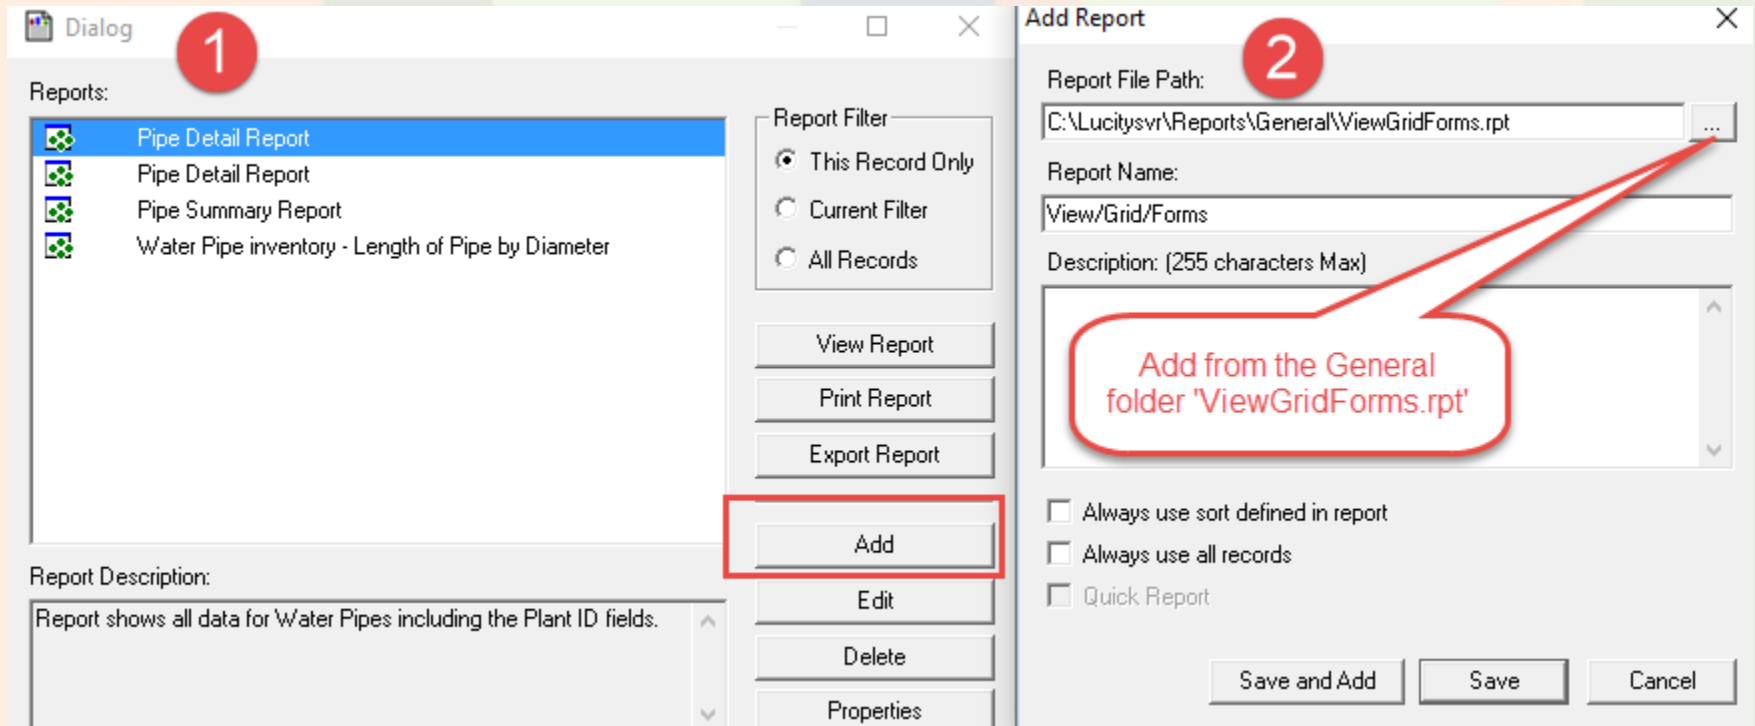 Dialog
1
Reports:
Pipe Detail Report
Pipe Detail Report
Pipe Summary Report
Water Pipe inventory - Length of Pipe by Diameter
Report Filter
This Record Only
Current Filter
All Records
View Report
Print Report
Export Report
Add
Edit
Delete
Properties
Report Description:
Report shows all data for Water Pipes including the Plant ID fields.
Add Report
2
Report File Path:
C:\Lucitysvr\Reports\General\ViewGridForms.rpt
...
Report Name:
View/Grid/Forms
Description: (255 characters Max)
Add from the General
folder 'ViewGridForms.rpt'
Always use sort defined in report
Always use all records
Quick Report
Save and Add
Save
Cancel